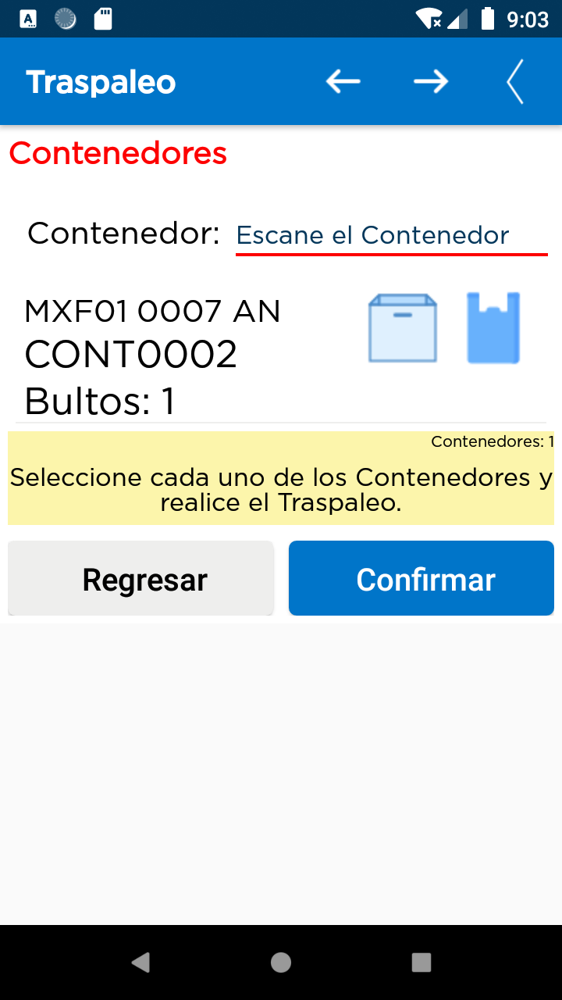 9:03
Traspaleo
Contenedores
Contenedor: Escane el Contenedor
MXF01 0007 AN
CONT0002
Bultos: 1
Contenedores: 1
Seleccione cada uno de los Contenedores y
realice el Traspaleo.
Regresar Confirmar